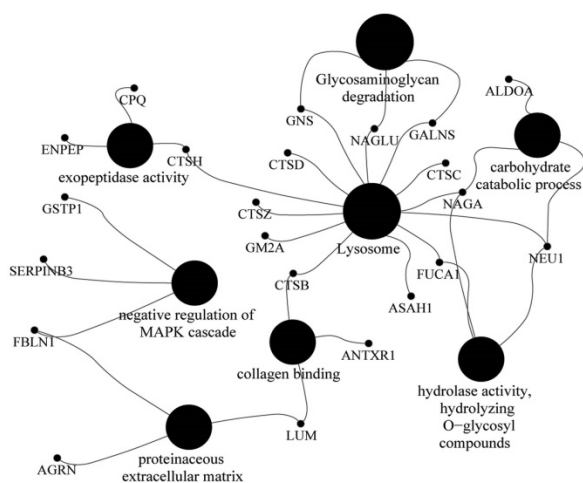 Glycosaminoglycan
degradation
CPQ
ALDOA
GNS
NAGLU
GALNS
ENPEP
CTSH
exopeptidase activity
CTSD
CTSC
carbohydrate
catabolic process
GSTP1
CTSZ
NAGA
GM2A
Lysosome
NEU1
SERPINB3
CTSB
FUCA1
ASAH1
negative regulation of
MAPK cascade
FBLN1
collagen binding
ANTXR1
hydrolase activity,
hydrolyzing
O−glycosyl
compounds
LUM
proteinaceous
extracellular matrix
AGRN